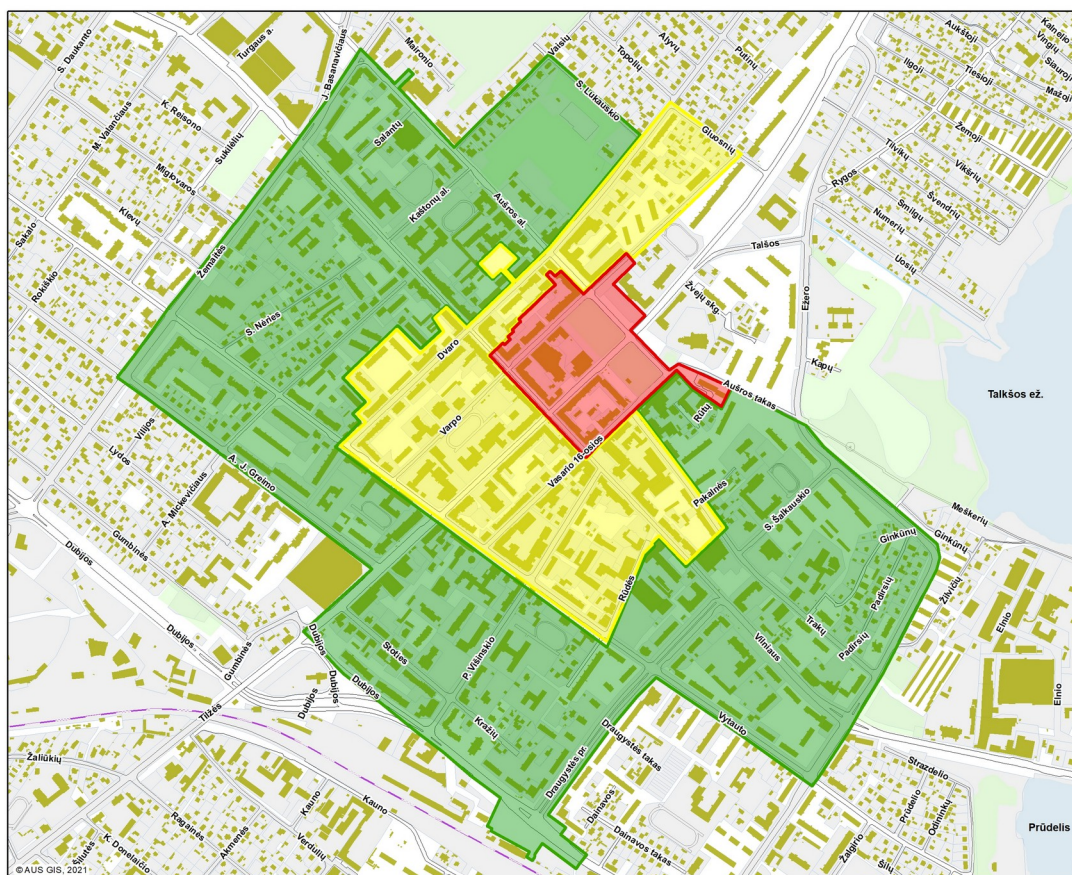 S. Daukanto
Turgaus a.
J. Basanavičiaus
Maironio
Vaisių
Topolių
Alyvų
Putinų
Aukštoji
Kalnelio
Vingių
Siauroji
Ilgoji
Tiesioji
Mažoji
M. Valančiaus
K. Reisono
Sukilėlių
Salantų
S. Lukauskio
Gluosnių
Žemoji
Tilvikų
Vikšrių
Miglovaros
Kaštonų al.
Aušros al.
Rygos
Švendrių
Smilgų
Numerių
Klevų
Sakalo
Žemaitės
Talšos
Uosių
Rokiškio
Žvejų skg.
Ežero
S. Nėries
Dvaro
Kapų
Aušros takas
Talkšos ež.
Rūtų
Varpo
Vilijos
Vasario 16-osios
Lydos
A. J. Greimo
A. Mickevičiaus
Pakalnės
S. Šalkauskio
Meškerių
Gumbinės
Ginkūnų
Ginkūnų
Dubijos
Žilvičių
Padirsių
Elnio
Rūdės
Trakų
Padirsių
Dubijos
Gumbinės
Dubijos
Stoties
P. Višinskio
Vilniaus
Elnio
Dubijos
Dubijos
Dubijos
Tilžės
Kražių
Draugystės takas
Vytauto
Žaliūkių
Draugystės pr.
Strazdelio
Kauno
Kauno
Dainavos
Prūdelio
Odininkų
Prūdelis
Ragainės
Akmenės
Verdulių
Dainavos takas
Šilutės
K. Donelaičio
Žalgirio
Šilų
©AUS GIS, 2021